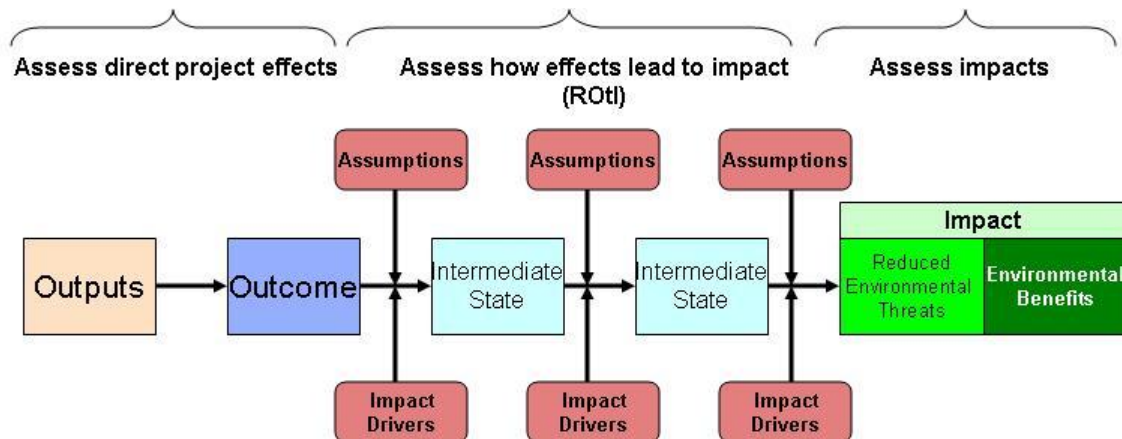 Assess direct project effects
Assess how effects lead to impact
(ROtI)
Assess impacts
Assumptions
Assumptions
Assumptions
Outputs
Outcome
Intermediate
State
Intermediate
State
Impact
Reduced
Environmental
Threats
Environmental
Benefits
Impact
Drivers
Impact
Drivers
Impact
Drivers